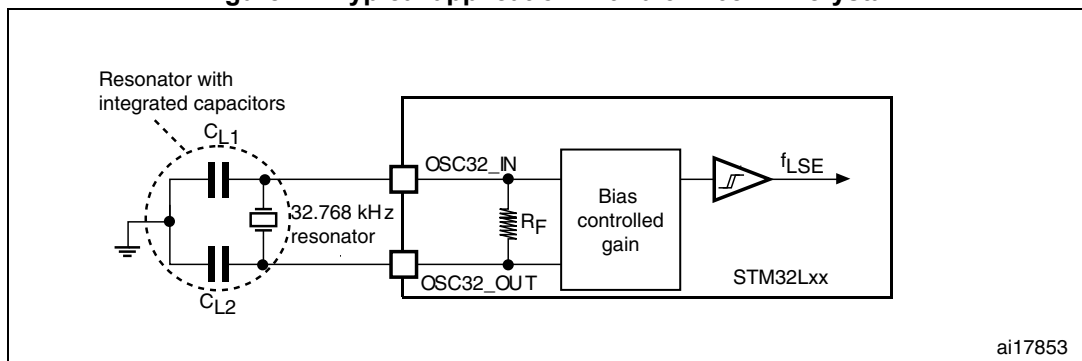 Resonator with
integrated capacitors
CL1
OSC32_IN
fLSE
32.768 kHz
resonator
RF
Bias
controlled
gain
OSC32_OUT
STM32Lxx
CL2
ai17853